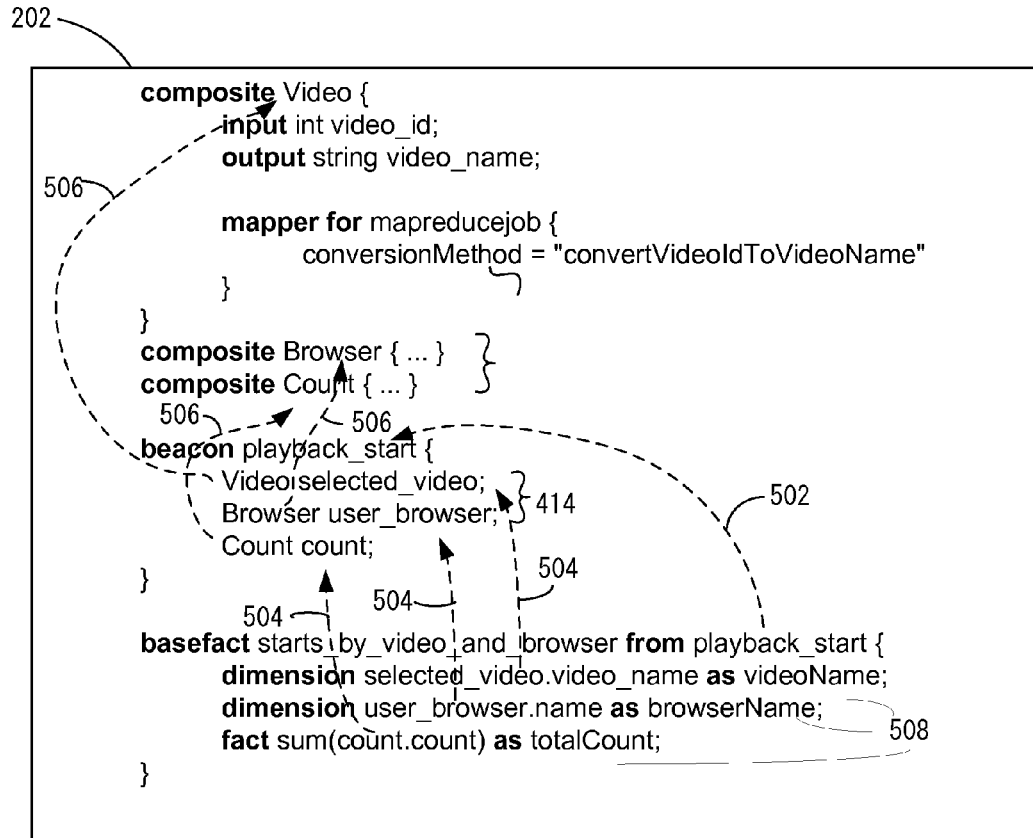 202
composite Video {
input int video_id;
output string video_name;
506
mapper for mapreducejob {
conversionMethod = "convertVideoIdToVideoName"
}
}
composite Browser { ... }
composite Count { ... }
506
506
beacon playback_start {
Video selected_video;
502
Browser user_browser;
414
Count count;
}
504
504
504
basefact starts_by_video_and_browser from playback_start {
dimension selected_video.video_name as videoName;
dimension user_browser.name as browserName;
508
fact sum(count.count) as totalCount;
}